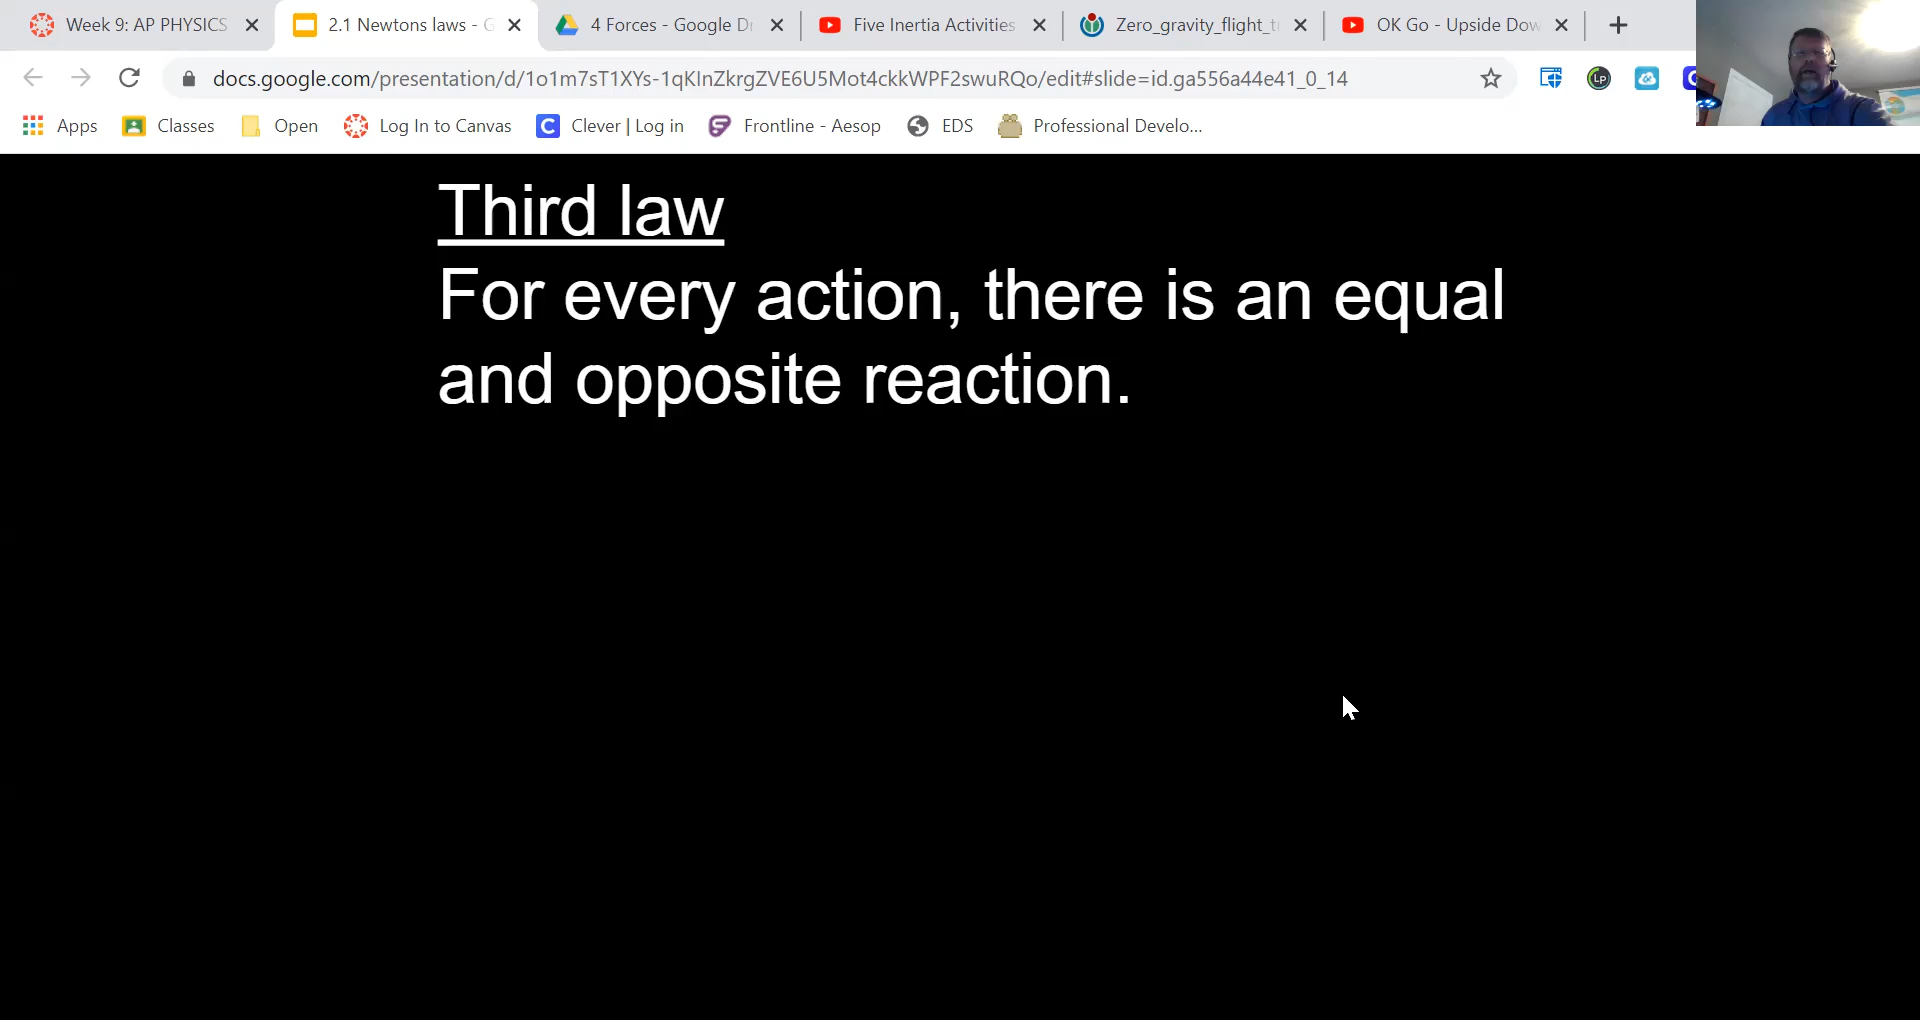 Week 9: AP PHYSICS
2.1 Newtons laws - G
4 Forces - Google Dr
Five Inertia Activities
Zero_gravity_flight_t
OK Go - Upside Dow
docs.google.com/presentation/d/1o1m7sT1XYs-1qKlnZkrgZVE6U5Mot4ckkWPF2swuRQo/edit#slide=id.ga556a44e41_0_14
LP
Apps
Classes
Open
Log In to Canvas
C
Clever | Log in
Frontline - Aesop
EDS
Professional Develo...
Third law
For every action, there is an equal
and opposite reaction.